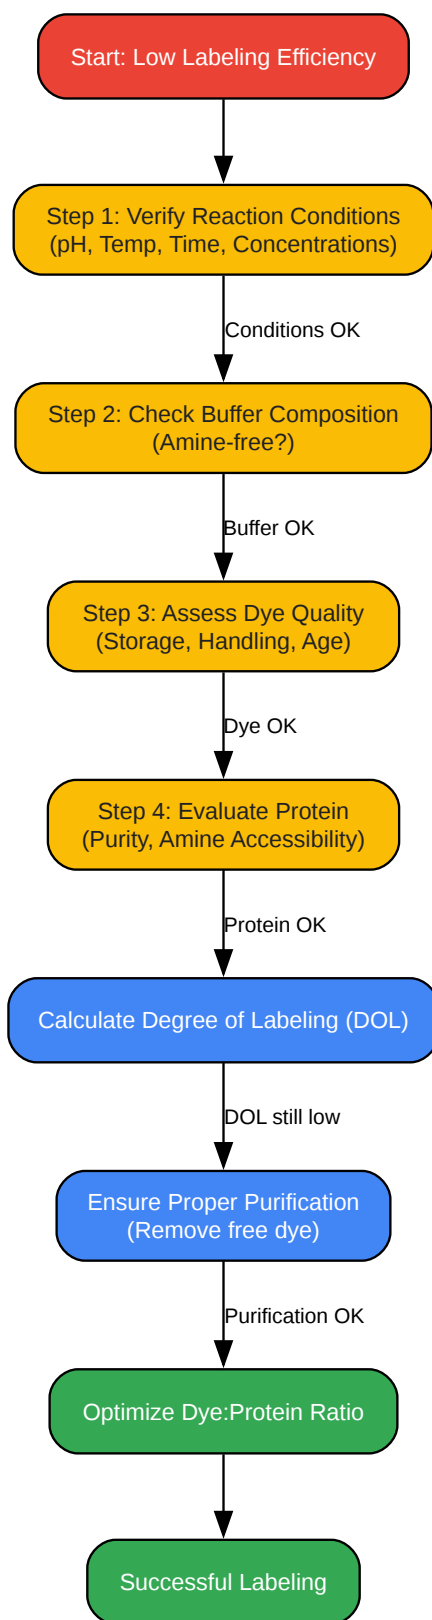 Start: Low Labeling Efficiency
Step 1: Verify Reaction Conditions
(pH, Temp, Time, Concentrations)
Conditions OK
Step 2: Check Buffer Composition
(Amine-free?)
Buffer OK
Step 3: Assess Dye Quality
(Storage, Handling, Age)
Dye OK
Step 4: Evaluate Protein
(Purity, Amine Accessibility)
Protein OK
Calculate Degree of Labeling (DOL)
DOL still low
Ensure Proper Purification
(Remove free dye)
Purification OK
Optimize Dye:Protein Ratio
Successful Labeling